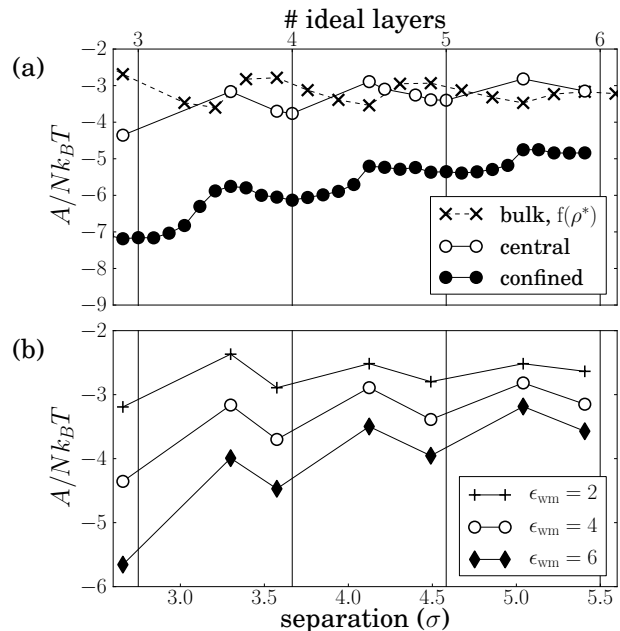 # ideal layers
3 4 5 6
(a)
−2
−3
−4
−5
−6
−7
−8
−9
A/Nk_BT
bulk, f(ρ*)
central
confined
(b)
−2
−3
−4
−5
−6
A/Nk_BT
ϵ_wm = 2
ϵ_wm = 4
ϵ_wm = 6
3.0 3.5 4.0 4.5 5.0 5.5
separation (σ)